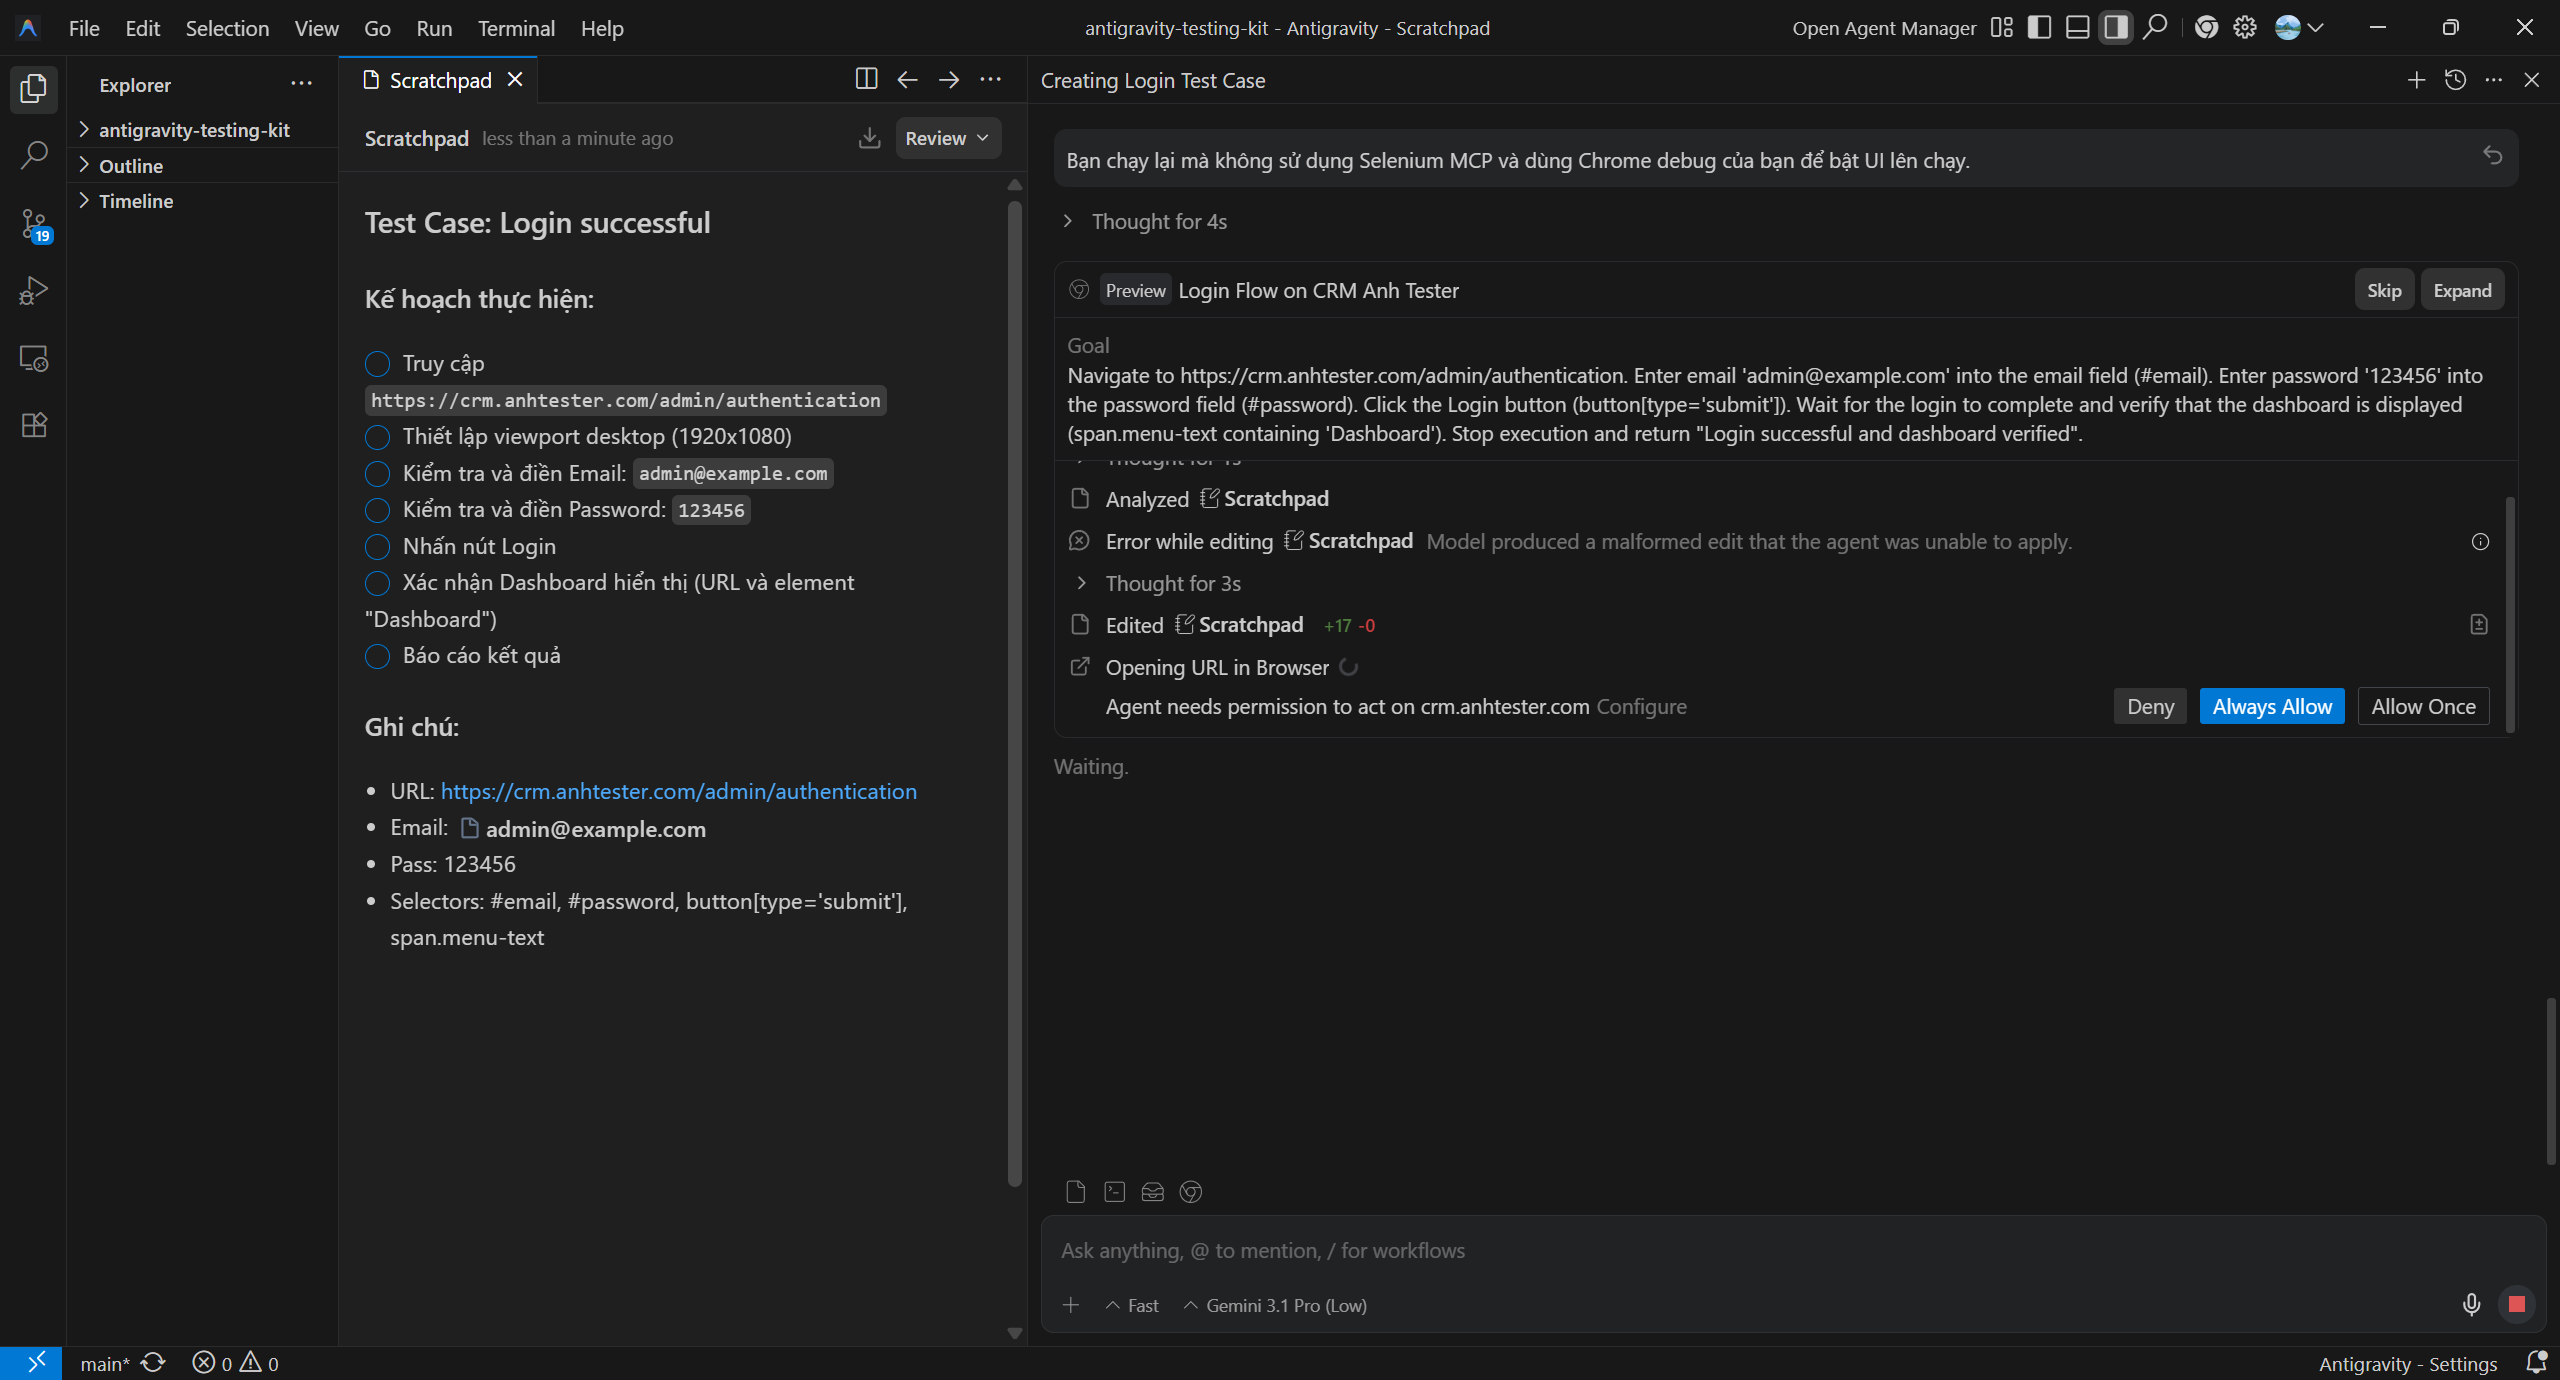 File Edit Selection View Go Run Terminal Help
antigravity-testing-kit - Antigravity - Scratchpad
Open Agent Manager
Explorer
antigravity-testing-kit
Outline
Timeline
19
Scratchpad
Scratchpad less than a minute ago
Review
Test Case: Login successful
Kế hoạch thực hiện:
Truy cập
https://crm.anhtester.com/admin/authentication
Thiết lập viewport desktop (1920x1080)
Kiểm tra và điền Email: admin@example.com
Kiểm tra và điền Password: 123456
Nhấn nút Login
Xác nhận Dashboard hiển thị (URL và element
"Dashboard")
Báo cáo kết quả
Ghi chú:
• URL: https://crm.anhtester.com/admin/authentication
• Email: admin@example.com
• Pass: 123456
• Selectors: #email, #password, button[type='submit'],
span.menu-text
Creating Login Test Case
Bạn chạy lại mà không sử dụng Selenium MCP và dùng Chrome debug của bạn để bật UI lên chạy.
Thought for 4s
Preview Login Flow on CRM Anh Tester
Skip Expand
Goal
Navigate to https://crm.anhtester.com/admin/authentication. Enter email 'admin@example.com' into the email field (#email). Enter password '123456' into
the password field (#password). Click the Login button (button[type='submit']). Wait for the login to complete and verify that the dashboard is displayed
(span.menu-text containing 'Dashboard'). Stop execution and return "Login successful and dashboard verified".
Thought for 1s
Analyzed Scratchpad
Error while editing Scratchpad Model produced a malformed edit that the agent was unable to apply.
Thought for 3s
Edited Scratchpad +17 -0
Opening URL in Browser
Agent needs permission to act on crm.anhtester.com Configure
Deny Always Allow Allow Once
Waiting.
Ask anything, @ to mention, / for workflows
Fast Gemini 3.1 Pro (Low)
main* 0 0
Antigravity - Settings